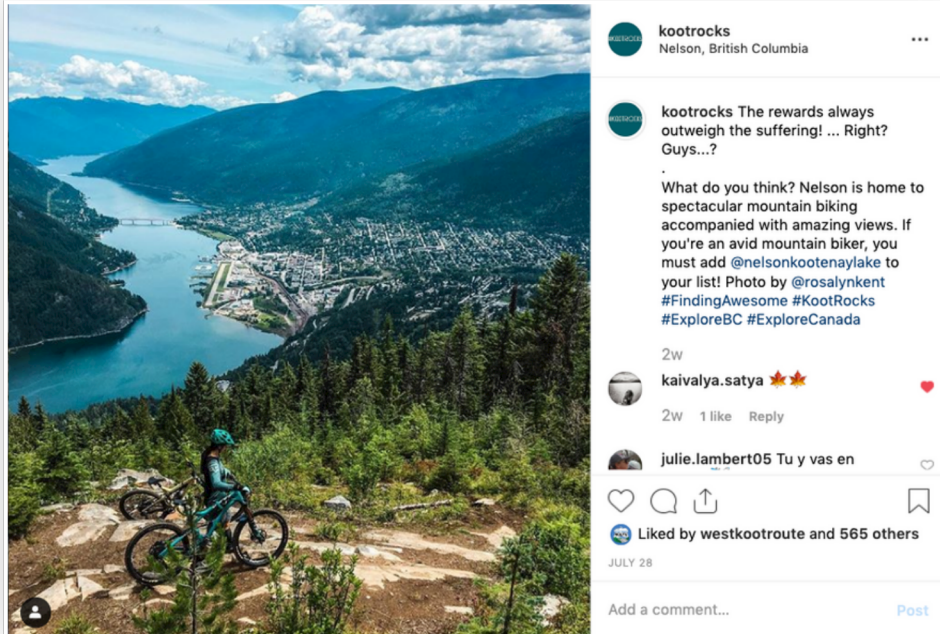 kootrocks
Nelson, British Columbia
kootrocks The rewards always
outweigh the suffering! ... Right?
Guys...?
.
What do you think? Nelson is home to
spectacular mountain biking
accompanied with amazing views. If
you're an avid mountain biker, you
must add @nelsonkootenaylake to
your list! Photo by @rosalynkent
#FindingAwesome #KootRocks
#ExploreBC #ExploreCanada
2w
kaivalya.satya 🍁🍁
2w 1 like Reply
julie.lambert05 Tu y vas en
Liked by westkootroute and 565 others
JULY 28
Add a comment... Post